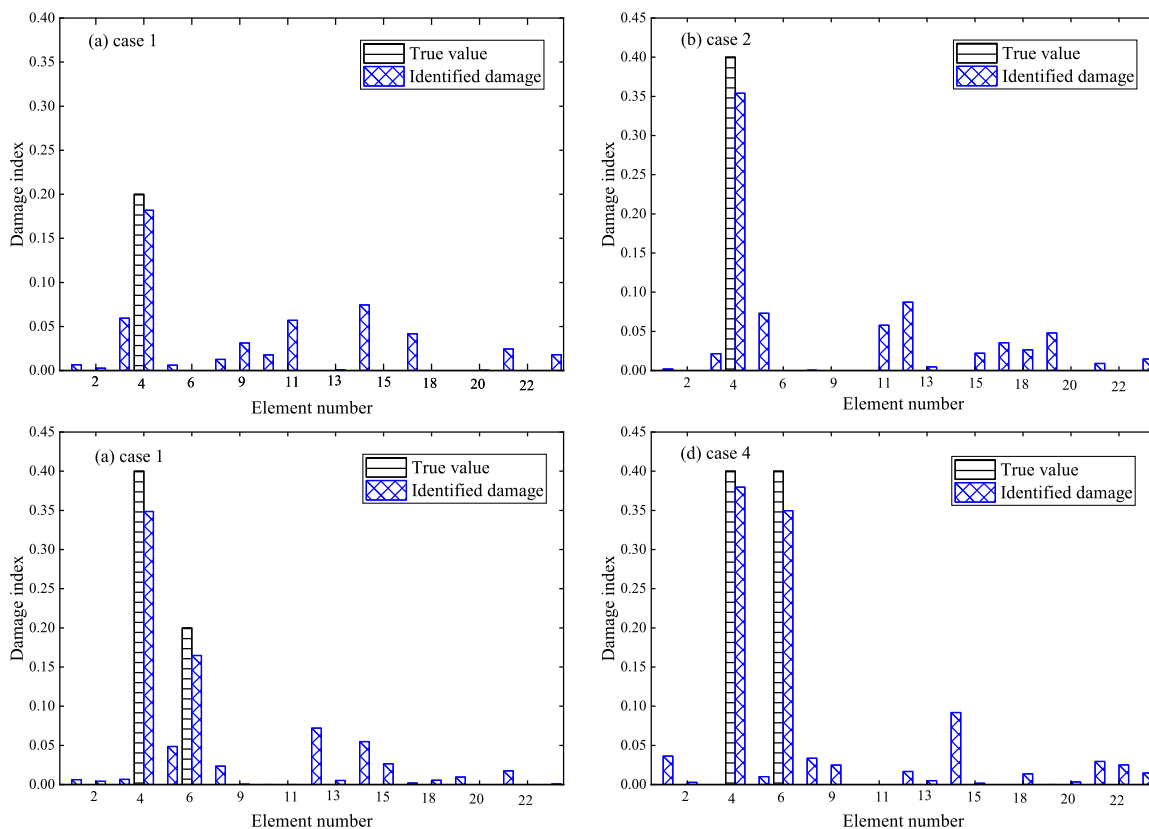 (a) case 1
True value
Identified damage
0.40
0.35
0.30
0.25
0.20
0.15
0.10
0.05
0.00
Damage index
2 4 6 9 11 13 15 18 20 22
Element number
(b) case 2
True value
Identified damage
0.45
0.40
0.35
0.30
0.25
0.20
0.15
0.10
0.05
0.00
Damage index
2 4 6 9 11 13 15 18 20 22
Element number
(a) case 1
True value
Identified damage
0.45
0.40
0.35
0.30
0.25
0.20
0.15
0.10
0.05
0.00
Damage index
2 4 6 9 11 13 15 18 20 22
Element number
(d) case 4
True value
Identified damage
0.45
0.40
0.35
0.30
0.25
0.20
0.15
0.10
0.05
0.00
Damage index
2 4 6 9 11 13 15 18 20 22
Element number